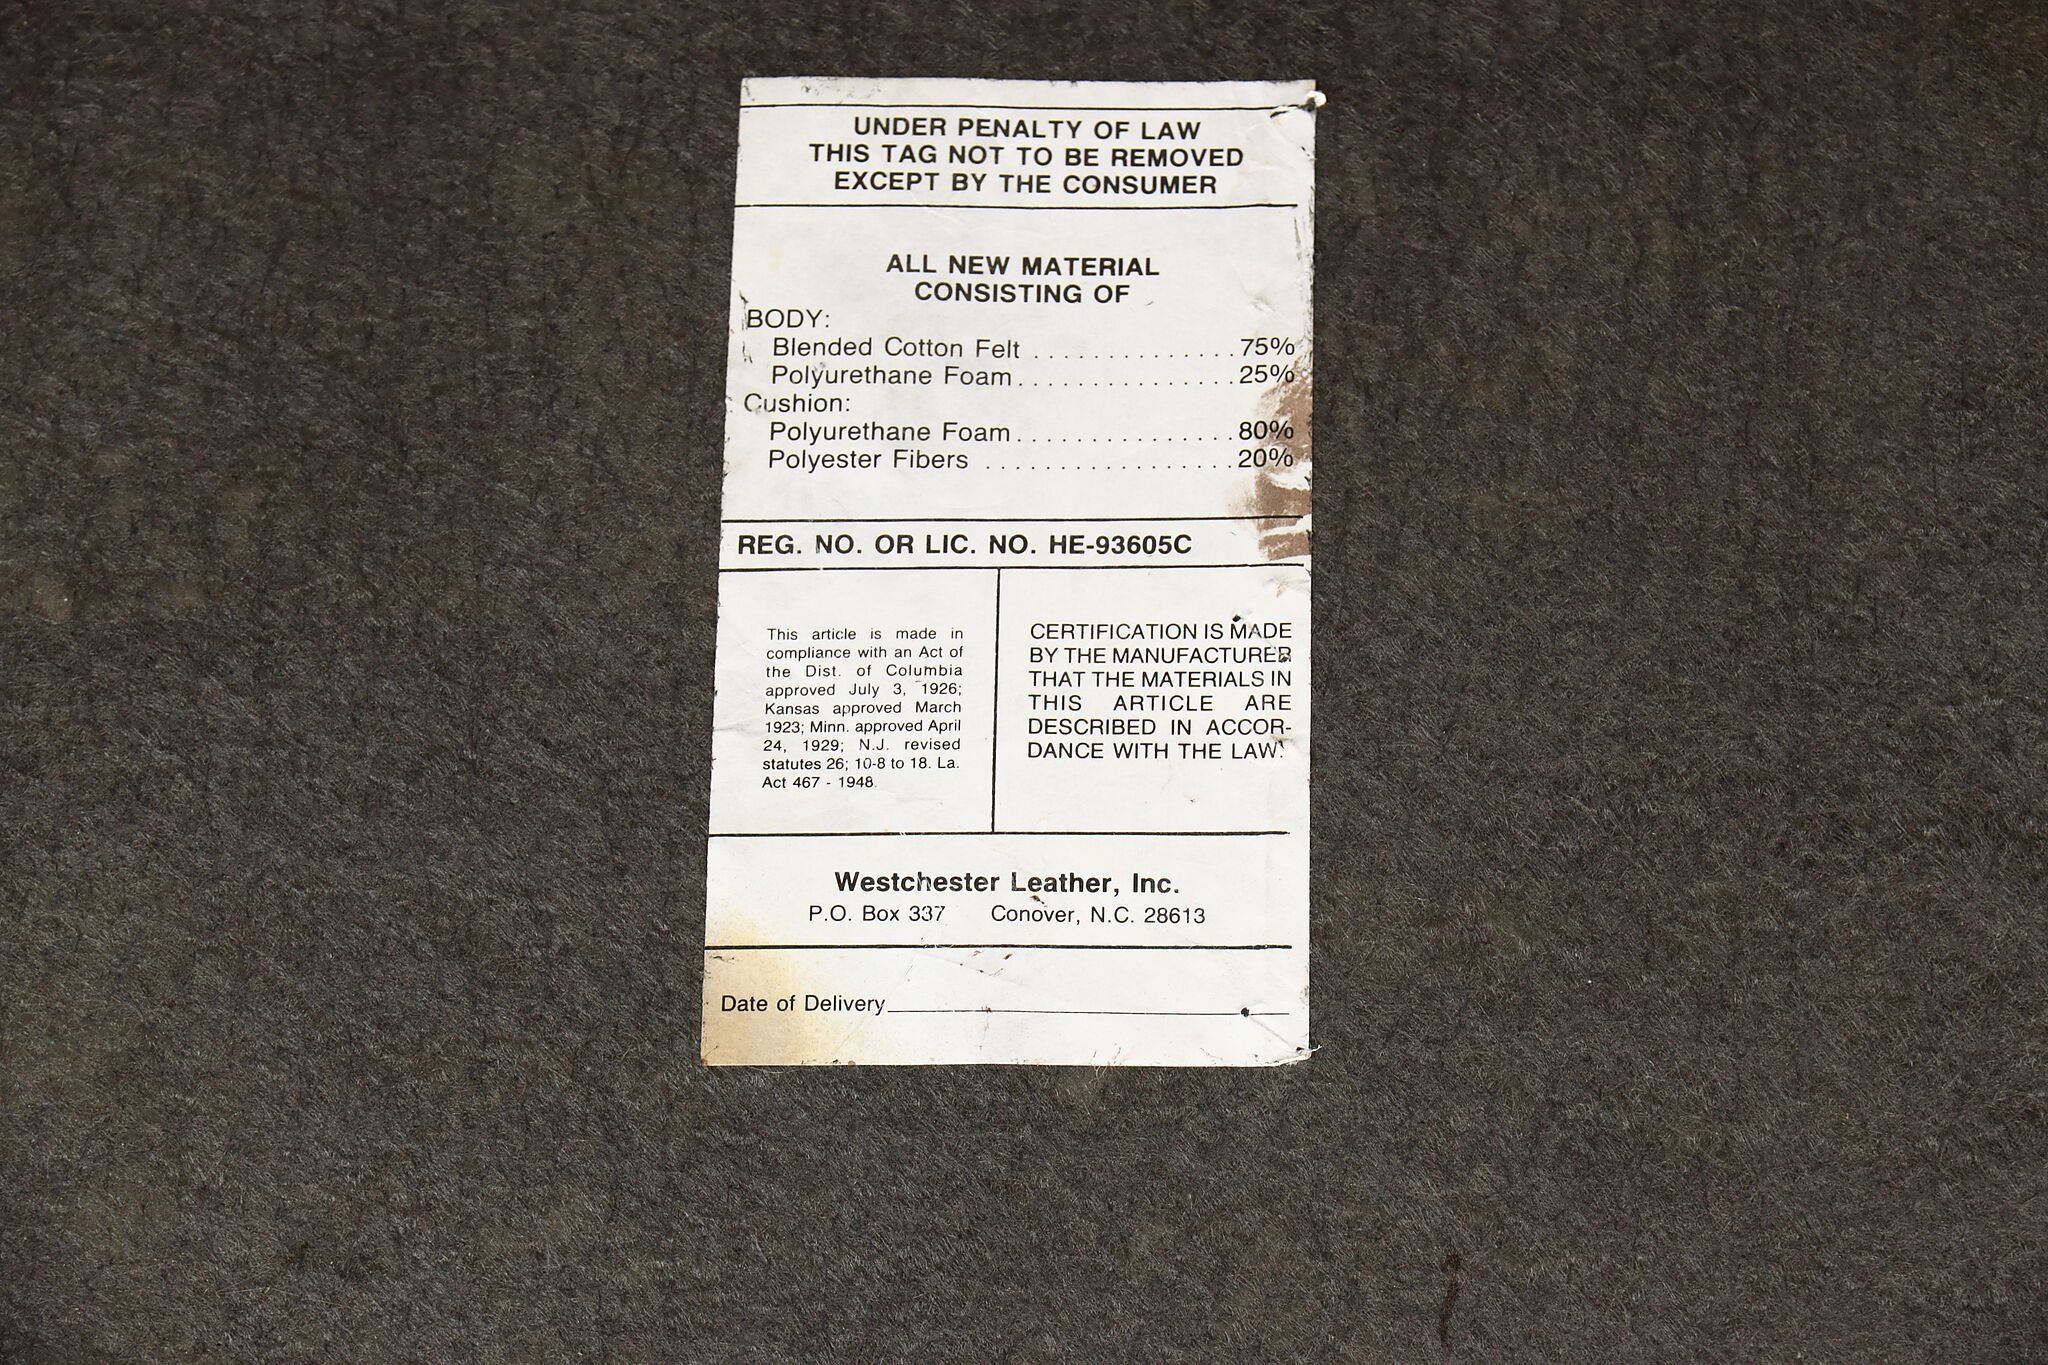 UNDER PENALTY OF LAW
THIS TAG NOT TO BE REMOVED
EXCEPT BY THE CONSUMER
ALL NEW MATERIAL
CONSISTING OF
BODY:
Blended Cotton Felt . . . . . . . . . . . . . . 75%
Polyurethane Foam . . . . . . . . . . . . . . . 25%
Cushion:
Polyurethane Foam . . . . . . . . . . . . . . . 80%
Polyester Fibers . . . . . . . . . . . . . . . . . 20%
REG. NO. OR LIC. NO. HE-93605C
This article is made in
compliance with an Act of
the Dist. of Columbia
approved July 3, 1926;
Kansas approved March
1923; Minn. approved April
24, 1929; N.J. revised
statutes 26; 10-8 to 18. La.
Act 467 - 1948.
CERTIFICATION IS MADE
BY THE MANUFACTURER
THAT THE MATERIALS IN
THIS ARTICLE ARE
DESCRIBED IN ACCOR-
DANCE WITH THE LAW.
Westchester Leather, Inc.
P.O. Box 337 Conover, N.C. 28613
Date of Delivery